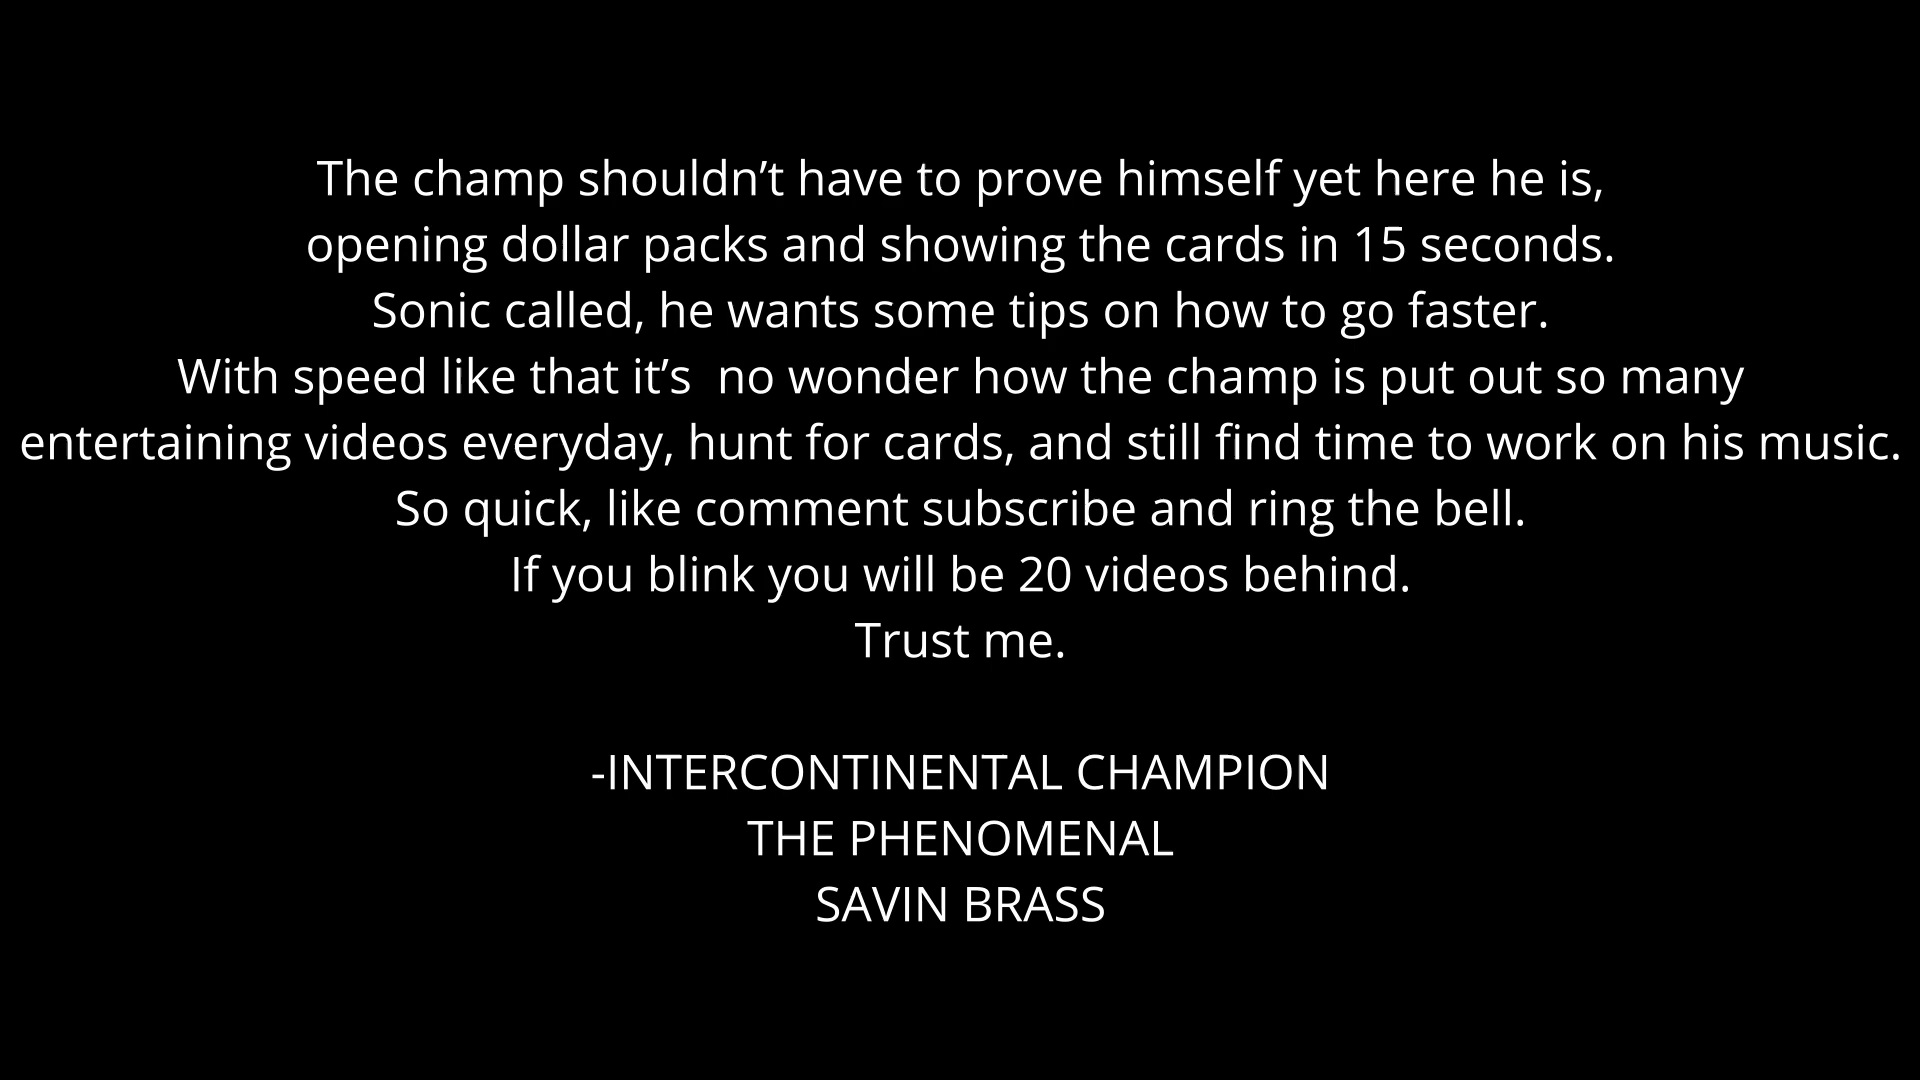 The champ shouldn’t have to prove himself yet here he is,
opening dollar packs and showing the cards in 15 seconds.
Sonic called, he wants some tips on how to go faster.
With speed like that it’s  no wonder how the champ is put out so many
entertaining videos everyday, hunt for cards, and still find time to work on his music.
So quick, like comment subscribe and ring the bell.
If you blink you will be 20 videos behind.
Trust me.
-INTERCONTINENTAL CHAMPION
THE PHENOMENAL
SAVIN BRASS